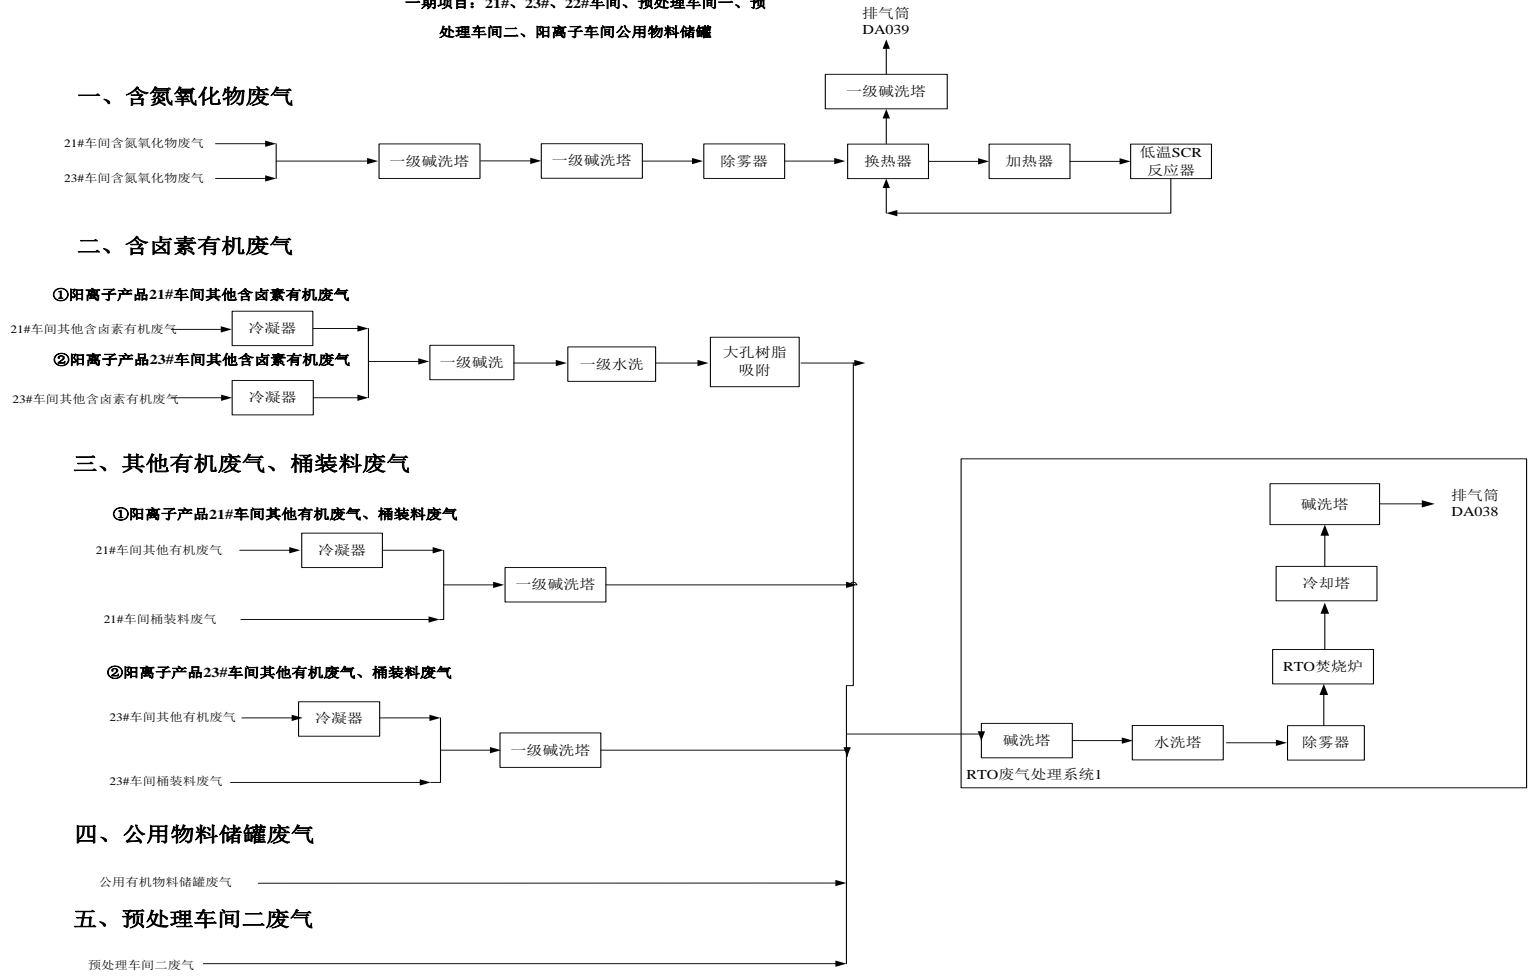 一期项目：21#、23#、22#车间、预处理车间一、预
处理车间二、阳离子车间公用物料储罐
排气筒
DA039
一级碱洗塔
一、含氮氧化物废气
21#车间含氮氧化物废气
23#车间含氮氧化物废气
一级碱洗塔
一级碱洗塔
除雾器
换热器
加热器
低温SCR
反应器
二、含卤素有机废气
①阳离子产品21#车间其他含卤素有机废气
21#车间其他含卤素有机废气
冷凝器
②阳离子产品23#车间其他含卤素有机废气
23#车间其他含卤素有机废气
冷凝器
一级碱洗
一级水洗
大孔树脂
吸附
三、其他有机废气、桶装料废气
①阳离子产品21#车间其他有机废气、桶装料废气
21#车间其他有机废气
冷凝器
一级碱洗塔
21#车间桶装料废气
②阳离子产品23#车间其他有机废气、桶装料废气
23#车间其他有机废气
冷凝器
一级碱洗塔
23#车间桶装料废气
碱洗塔
排气筒
DA038
冷却塔
RTO焚烧炉
碱洗塔
水洗塔
除雾器
RTO废气处理系统1
四、公用物料储罐废气
公用有机物料储罐废气
五、预处理车间二废气
预处理车间二废气